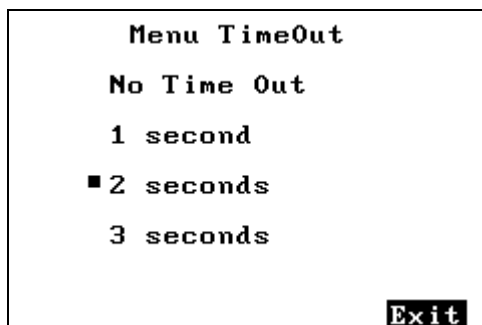 Menu TimeOut
No Time Out
1 second
2 seconds
3 seconds
Exit